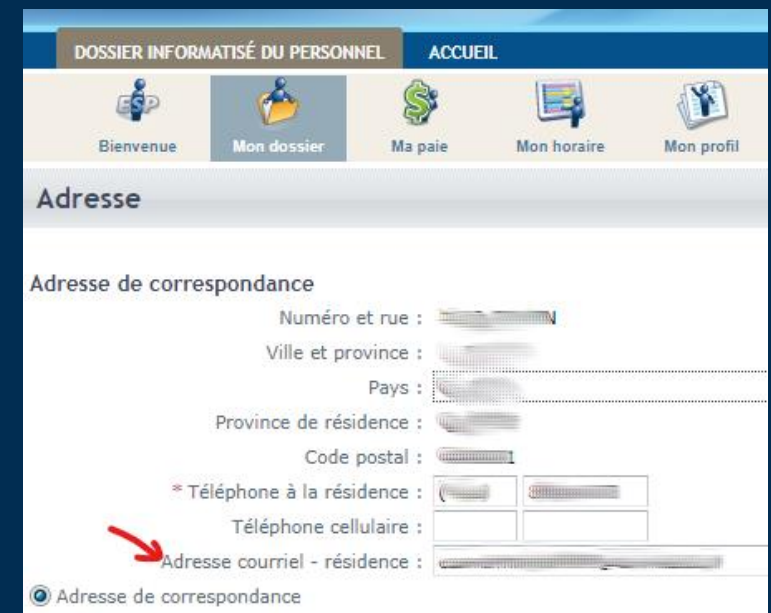 DOSSIER INFORMATISÉ DU PERSONNEL ACCUEIL
ESP
Bienvenue Mon dossier Ma paie Mon horaire Mon profil
Adresse
Adresse de correspondance
Numéro et rue :
Ville et province :
Pays :
Province de résidence :
Code postal :
* Téléphone à la résidence :
Téléphone cellulaire :
Adresse courriel - résidence :
Adresse de correspondance